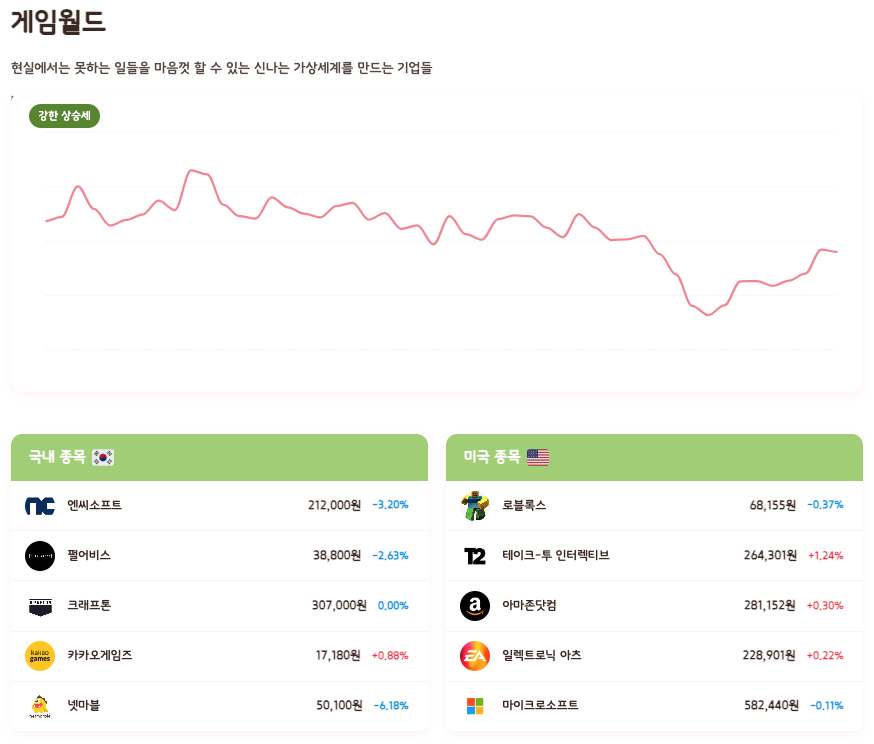 게임월드
현실에서는 못하는 일들을 마음껏 할 수 있는 신나는 가상세계를 만드는 기업들
강한 상승세
국내 종목
엔씨소프트 212,000원 -3.20%
펄어비스 38,800원 -2.63%
크래프톤 307,000원 0.00%
kakao games 카카오게임즈 17,180원 +0.88%
넷마블 50,100원 -6.18%
미국 종목
로블록스 68,155원 -0.37%
T2 테이크-투 인터렉티브 264,301원 +1.24%
a 아마존닷컴 281,152원 +0.30%
EA 일렉트로닉 아츠 228,901원 +0.22%
마이크로소프트 582,440원 -0.11%